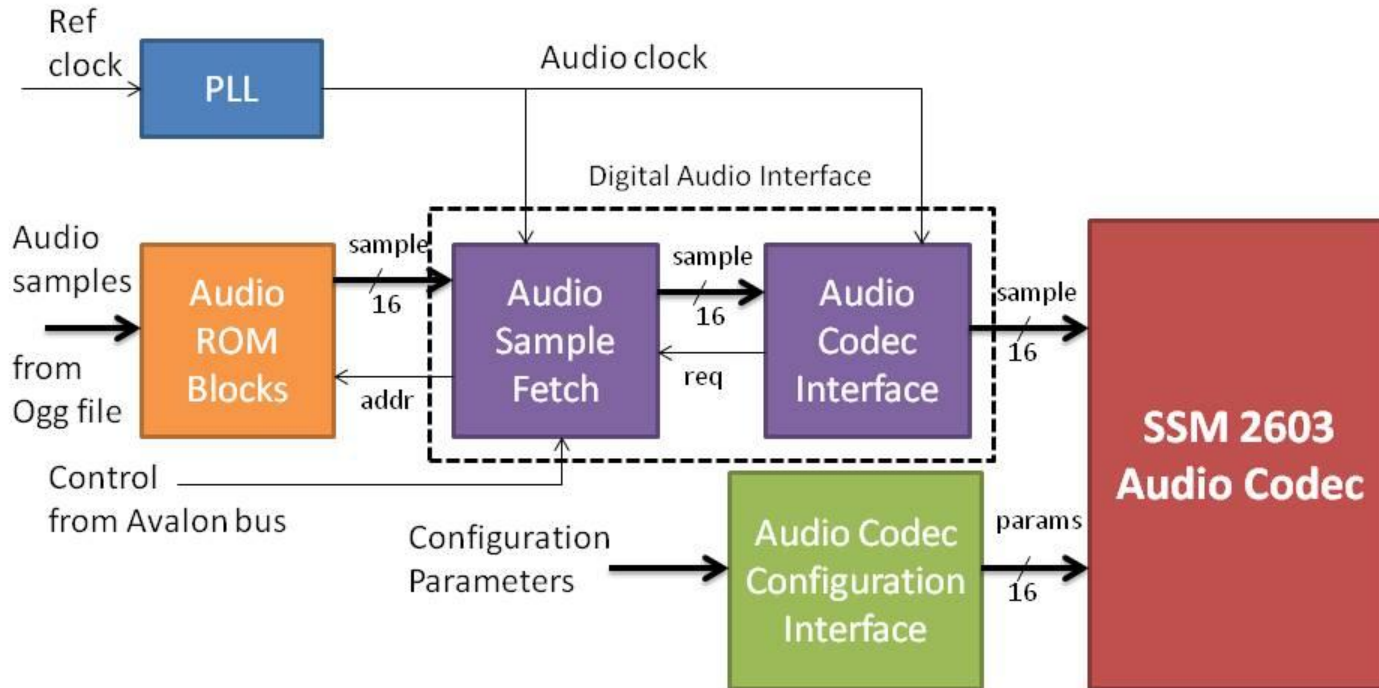 Ref
clock
PLL
Audio clock
Digital Audio Interface
Audio
samples
from
Ogg file
Audio
ROM
Blocks
sample
16
addr
Audio
Sample
Fetch
sample
16
req
Audio
Codec
Interface
sample
16
SSM 2603
Audio Codec
Control
from Avalon bus
Configuration
Parameters
Audio Codec
Configuration
Interface
params
16